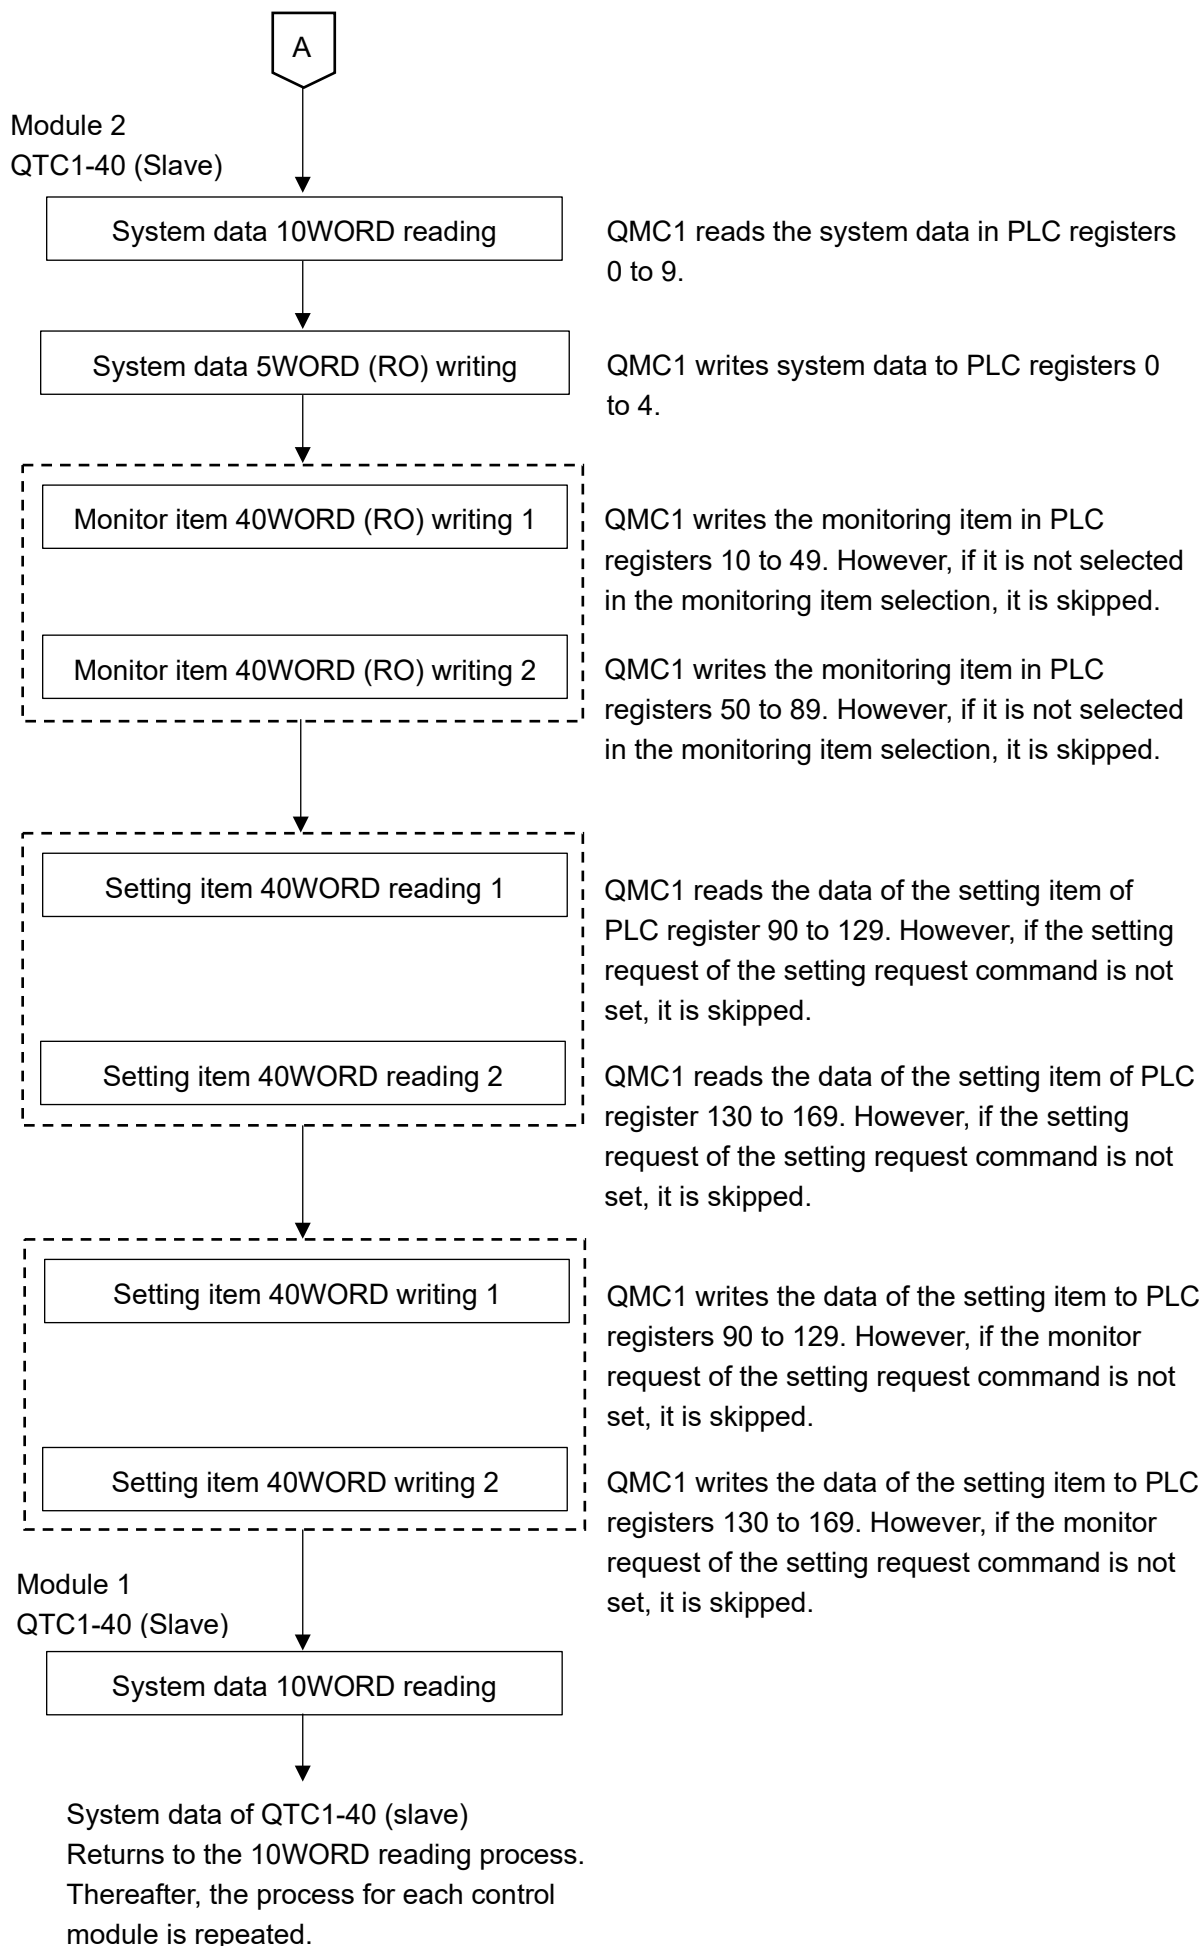 A
Module 2
QTC1-40 (Slave)
System data 10WORD reading
QMC1 reads the system data in PLC registers
0 to 9.
System data 5WORD (RO) writing
QMC1 writes system data to PLC registers 0
to 4.
Monitor item 40WORD (RO) writing 1
QMC1 writes the monitoring item in PLC
registers 10 to 49. However, if it is not selected
in the monitoring item selection, it is skipped.
Monitor item 40WORD (RO) writing 2
QMC1 writes the monitoring item in PLC
registers 50 to 89. However, if it is not selected
in the monitoring item selection, it is skipped.
Setting item 40WORD reading 1
QMC1 reads the data of the setting item of
PLC register 90 to 129. However, if the setting
request of the setting request command is not
set, it is skipped.
Setting item 40WORD reading 2
QMC1 reads the data of the setting item of PLC
register 130 to 169. However, if the setting
request of the setting request command is not
set, it is skipped.
Setting item 40WORD writing 1
QMC1 writes the data of the setting item to PLC
registers 90 to 129. However, if the monitor
request of the setting request command is not
set, it is skipped.
Setting item 40WORD writing 2
QMC1 writes the data of the setting item to PLC
registers 130 to 169. However, if the monitor
request of the setting request command is not
set, it is skipped.
Module 1
QTC1-40 (Slave)
System data 10WORD reading
System data of QTC1-40 (slave)
Returns to the 10WORD reading process.
Thereafter, the process for each control
module is repeated.